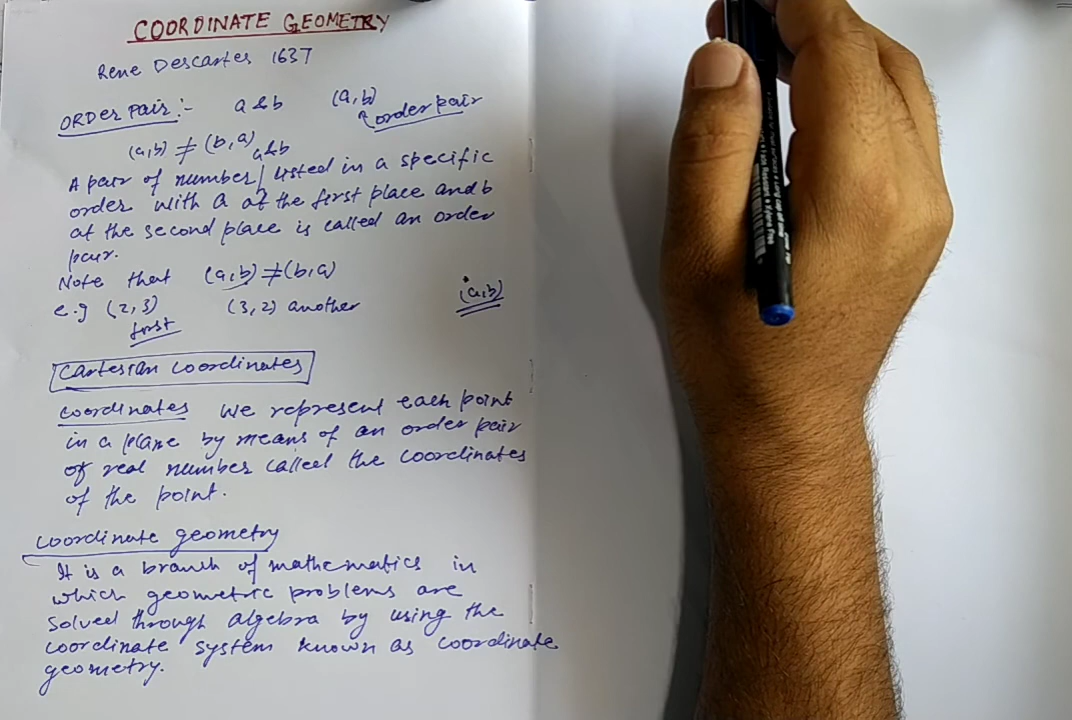 COORDINATE GEOMETRY
Rene Descartes 1637
ORDER PAIR :- a & b (a,b)
order pair
(a,b) ≠ (b,a) a&b
A pair of number | listed in a specific
order with a at the first place and b
at the second place is called an order
pair.
Note that (a,b) ≠ (b,a)
e.g (2,3) (3,2) another (a,b)
first
Cartesian coordinates
coordinates we represent each point
in a plane by means of an order pair
of real number called the coordinates
of the point.
coordinate geometry
It is a branch of mathematics in
which geometric problems are
solved through algebra by using the
coordinate system known as coordinate
geometry.